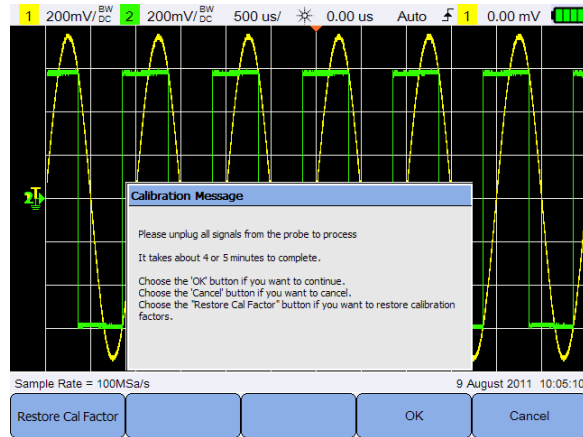 1 200mV/ BW DC 2 200mV/ BW DC 500 us/ 0.00 us Auto 1 0.00 mV
Calibration Message
Please unplug all signals from the probe to process
It takes about 4 or 5 minutes to complete.
Choose the 'OK' button if you want to continue.
Choose the 'Cancel' button if you want to cancel.
Choose the "Restore Cal Factor" button if you want to restore calibration
factors.
Sample Rate = 100MSa/s 9 August 2011 10:05:10
Restore Cal Factor OK Cancel